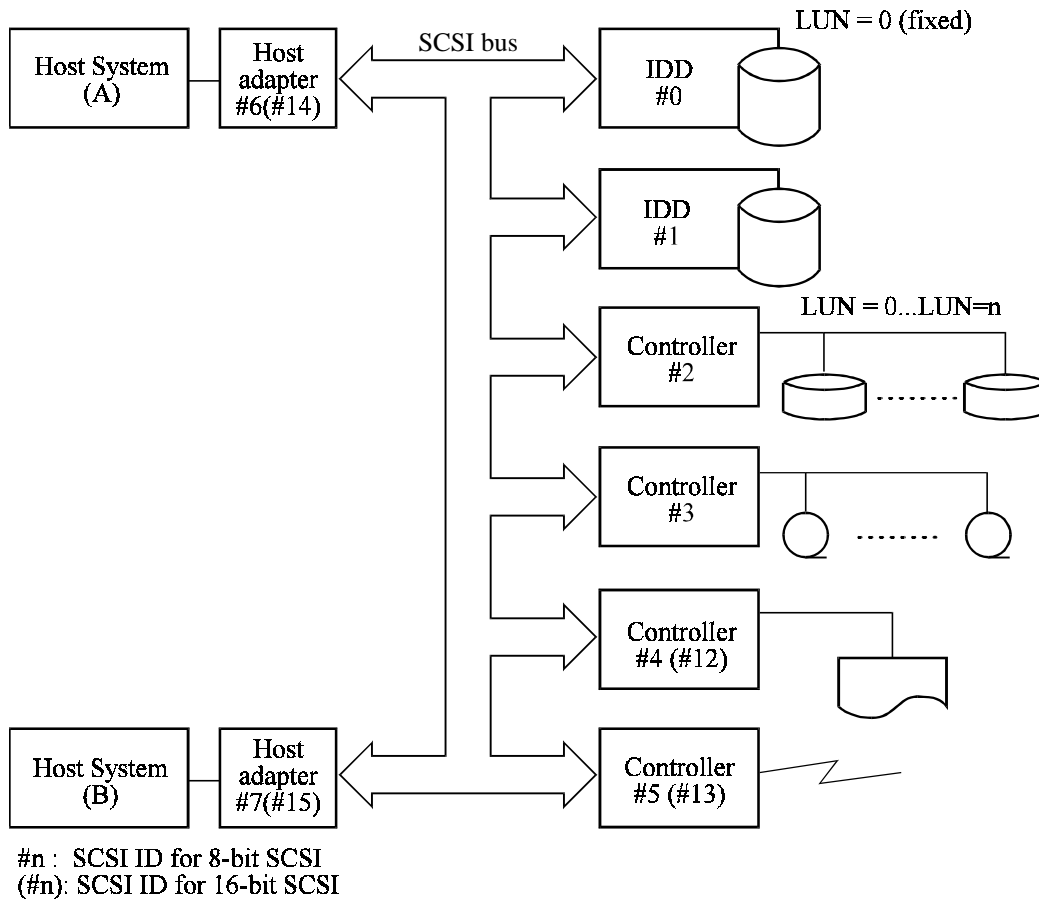 LUN = 0 (fixed)
SCSI bus
Host System
(A)
Host
adapter
#6(#14)
IDD
#0
IDD
#1
LUN = 0...LUN=n
Controller
#2
Controller
#3
Controller
#4 (#12)
Host System
(B)
Host
adapter
#7(#15)
Controller
#5 (#13)
#n : SCSI ID for 8-bit SCSI
(#n): SCSI ID for 16-bit SCSI